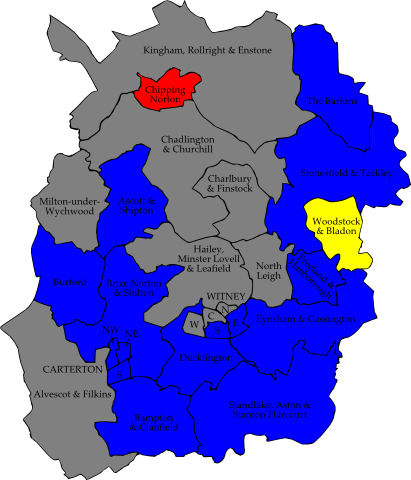 Kingham, Rollright & Enstone
Chipping
Norton
The Bartons
Chadlington
& Churchill
Stonesfield & Tackley
Charlbury
& Finstock
Milton-under-
Wychwood
Ascott &
Shipton
Woodstock
& Bladon
Hailey,
Minster Lovell
& Leafield
North
Leigh
Freeland &
Hanborough
Burford
Brize Norton
& Shilton
WITNEY
N
C
W
E
S
Eynsham & Cassington
NW
NE
Ducklington
CARTERTON
S
Alvescot & Filkins
Bampton
& Clanfield
Standlake, Aston &
Stanton Harcourt